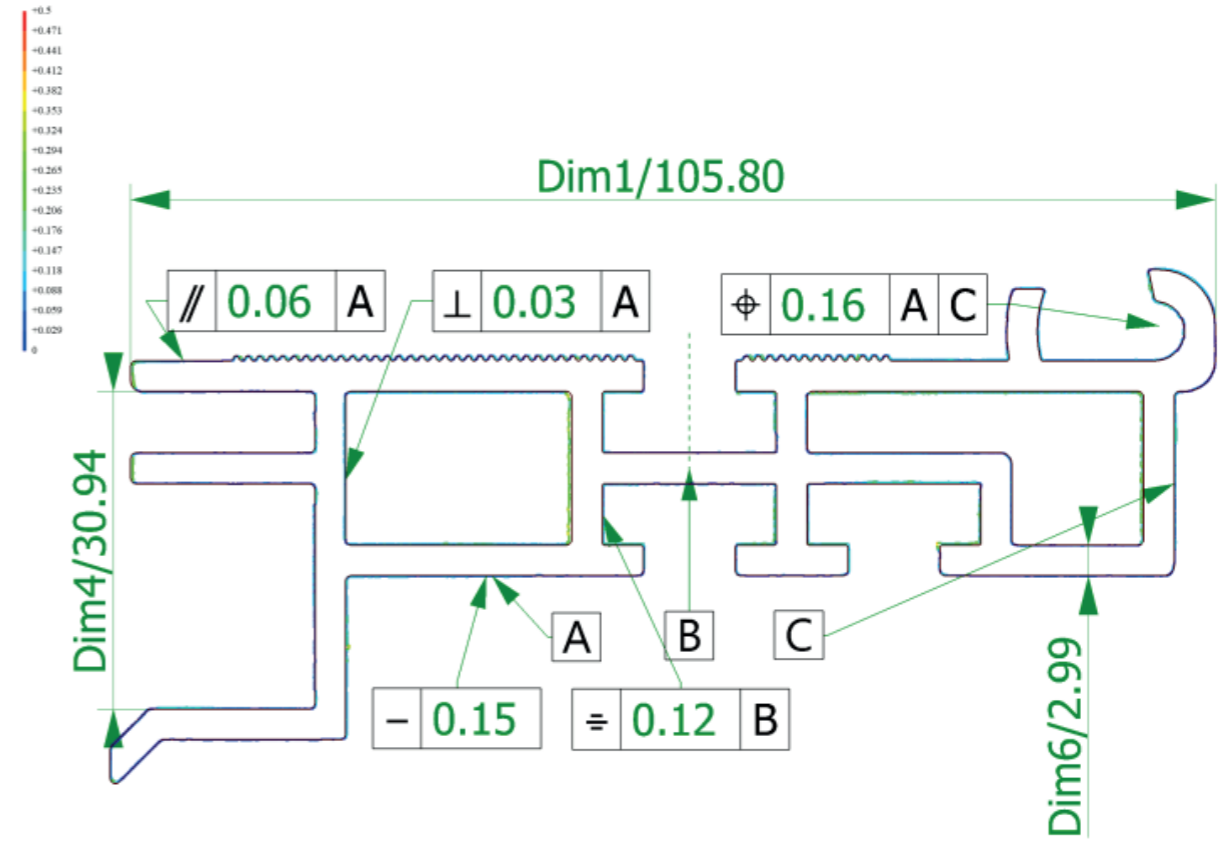 +0.5
+0.471
+0.441
+0.412
+0.382
+0.353
+0.324
+0.294
+0.265
+0.235
+0.206
+0.176
+0.147
+0.118
+0.088
+0.059
+0.029
0
Dim1/105.80
⫽ 0.06 A
⊥ 0.03 A
⌖ 0.16 A C
Dim4/30.94
A
B
C
− 0.15
⌯ 0.12 B
Dim6/2.99